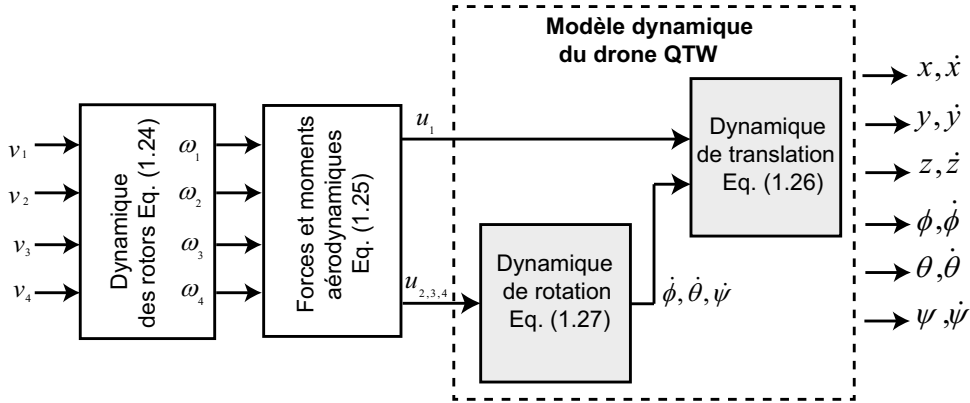 Modèle dynamique
du drone QTW
v₁
v₂
v₃
v₄
Dynamique
des rotors Eq. (1.24)
ω₁
ω₂
ω₃
ω₄
Forces et moments
aérodynamiques
Eq. (1.25)
u₁
u₂,₃,₄
Dynamique
de rotation
Eq. (1.27)
ϕ̇, θ̇, ψ̇
Dynamique
de translation
Eq. (1.26)
x, ẋ
y, ẏ
z, ż
ϕ, ϕ̇
θ, θ̇
ψ, ψ̇